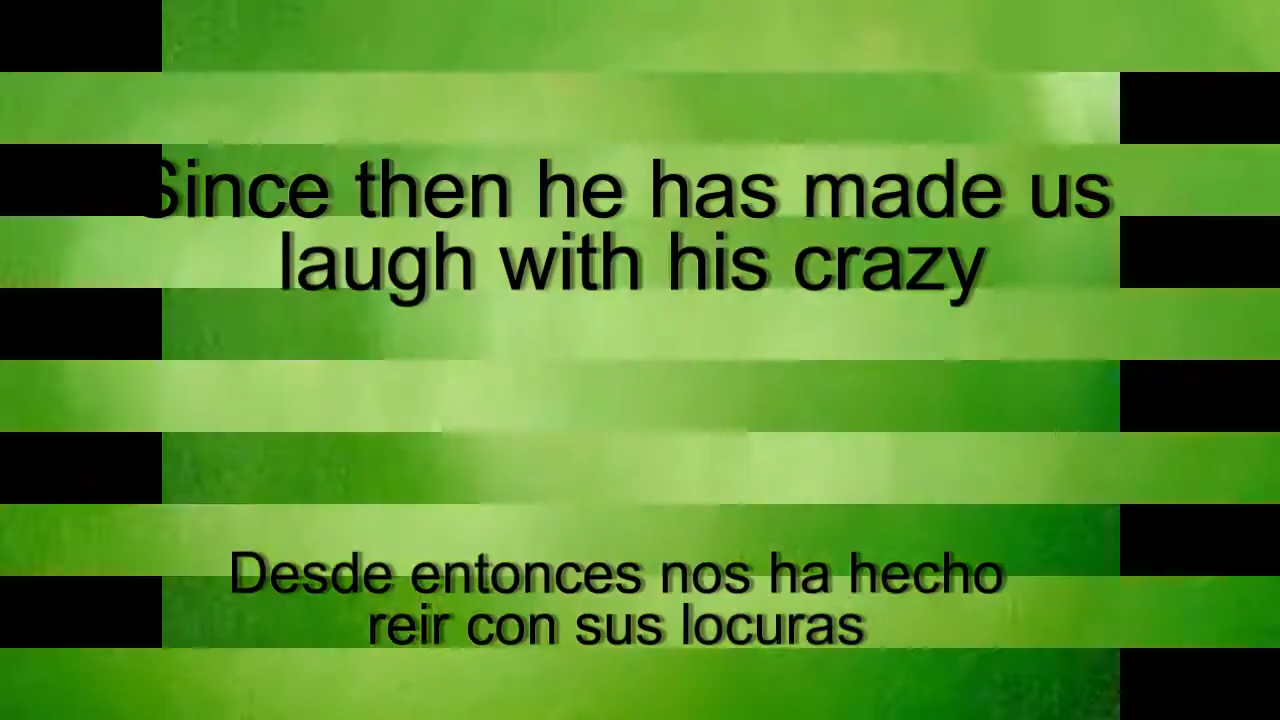 Since then he has made us
laugh with his crazy
Desde entonces nos ha hecho
reir con sus locuras